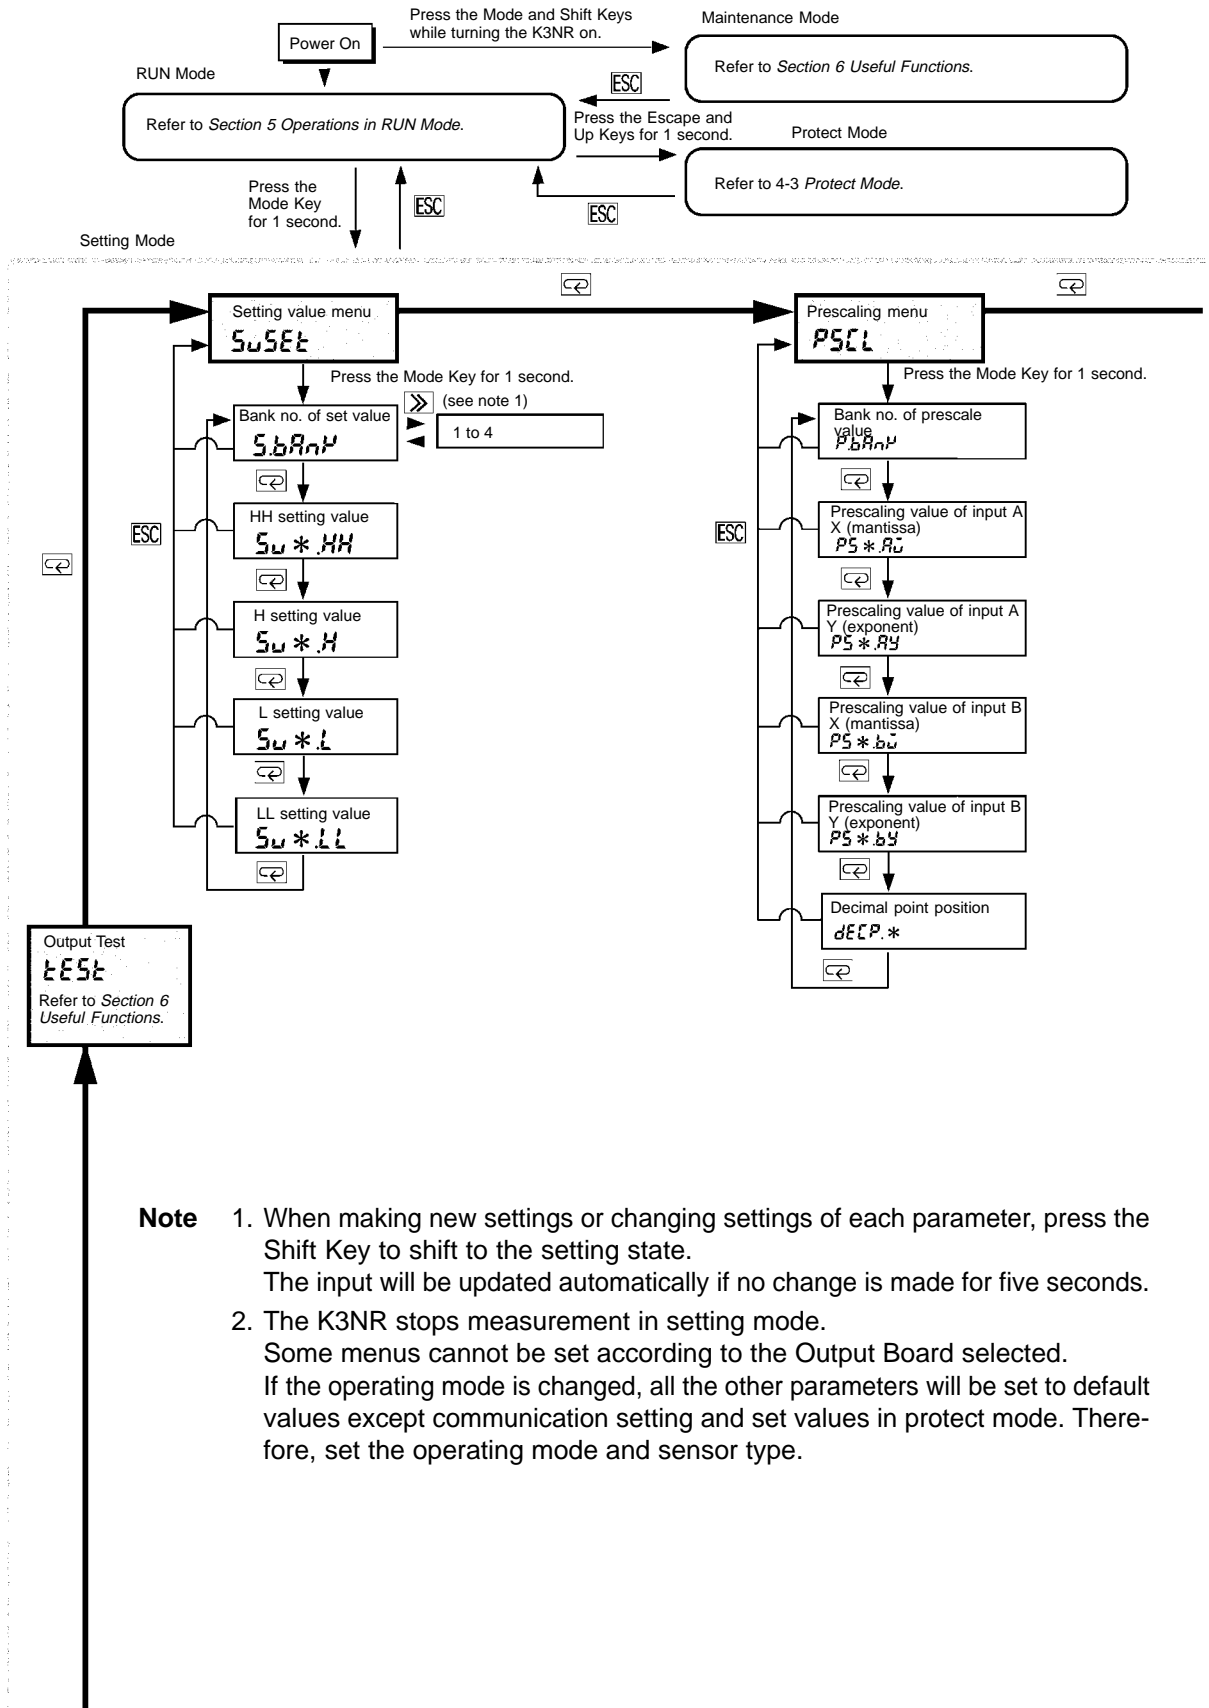 Press the Mode and Shift Keys
while turning the K3NR on.
Maintenance Mode
Power On
Refer to Section 6 Useful Functions.
RUN Mode
ESC
Refer to Section 5 Operations in RUN Mode.
Press the Escape and
Up Keys for 1 second.
Protect Mode
Refer to 4-3 Protect Mode.
Press the
Mode Key
for 1 second.
ESC
ESC
Setting Mode
Setting value menu
SvSEt
Press the Mode Key for 1 second.
Bank no. of set value
S.bAnK
(see note 1)
1 to 4
HH setting value
Sv*.HH
ESC
H setting value
Sv*.H
L setting value
Sv*.L
LL setting value
Sv*.LL
Prescaling menu
PSCL
Press the Mode Key for 1 second.
Bank no. of prescale
value
P.bAnK
Prescaling value of input A
X (mantissa)
PS*.AX
ESC
Prescaling value of input A
Y (exponent)
PS*.AY
Prescaling value of input B
X (mantissa)
PS*.bX
Prescaling value of input B
Y (exponent)
PS*.bY
Decimal point position
dECP.*
Output Test
tESt
Refer to Section 6
Useful Functions.
Note 1. When making new settings or changing settings of each parameter, press the
Shift Key to shift to the setting state.
The input will be updated automatically if no change is made for five seconds.
2. The K3NR stops measurement in setting mode.
Some menus cannot be set according to the Output Board selected.
If the operating mode is changed, all the other parameters will be set to default
values except communication setting and set values in protect mode. There-
fore, set the operating mode and sensor type.